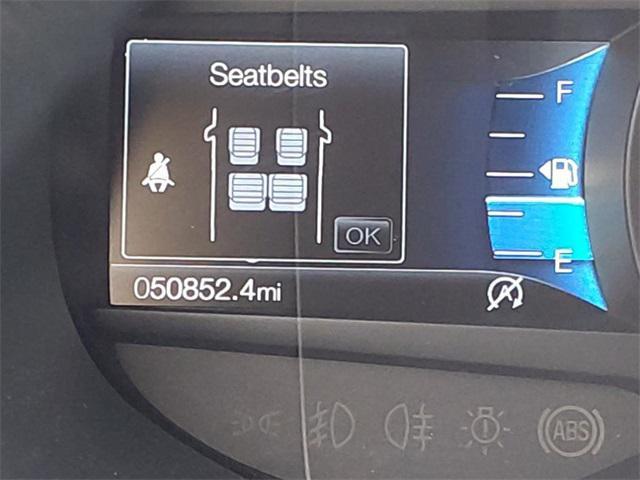 Seatbelts
F
OK
E
050852.4mi
A
ABS